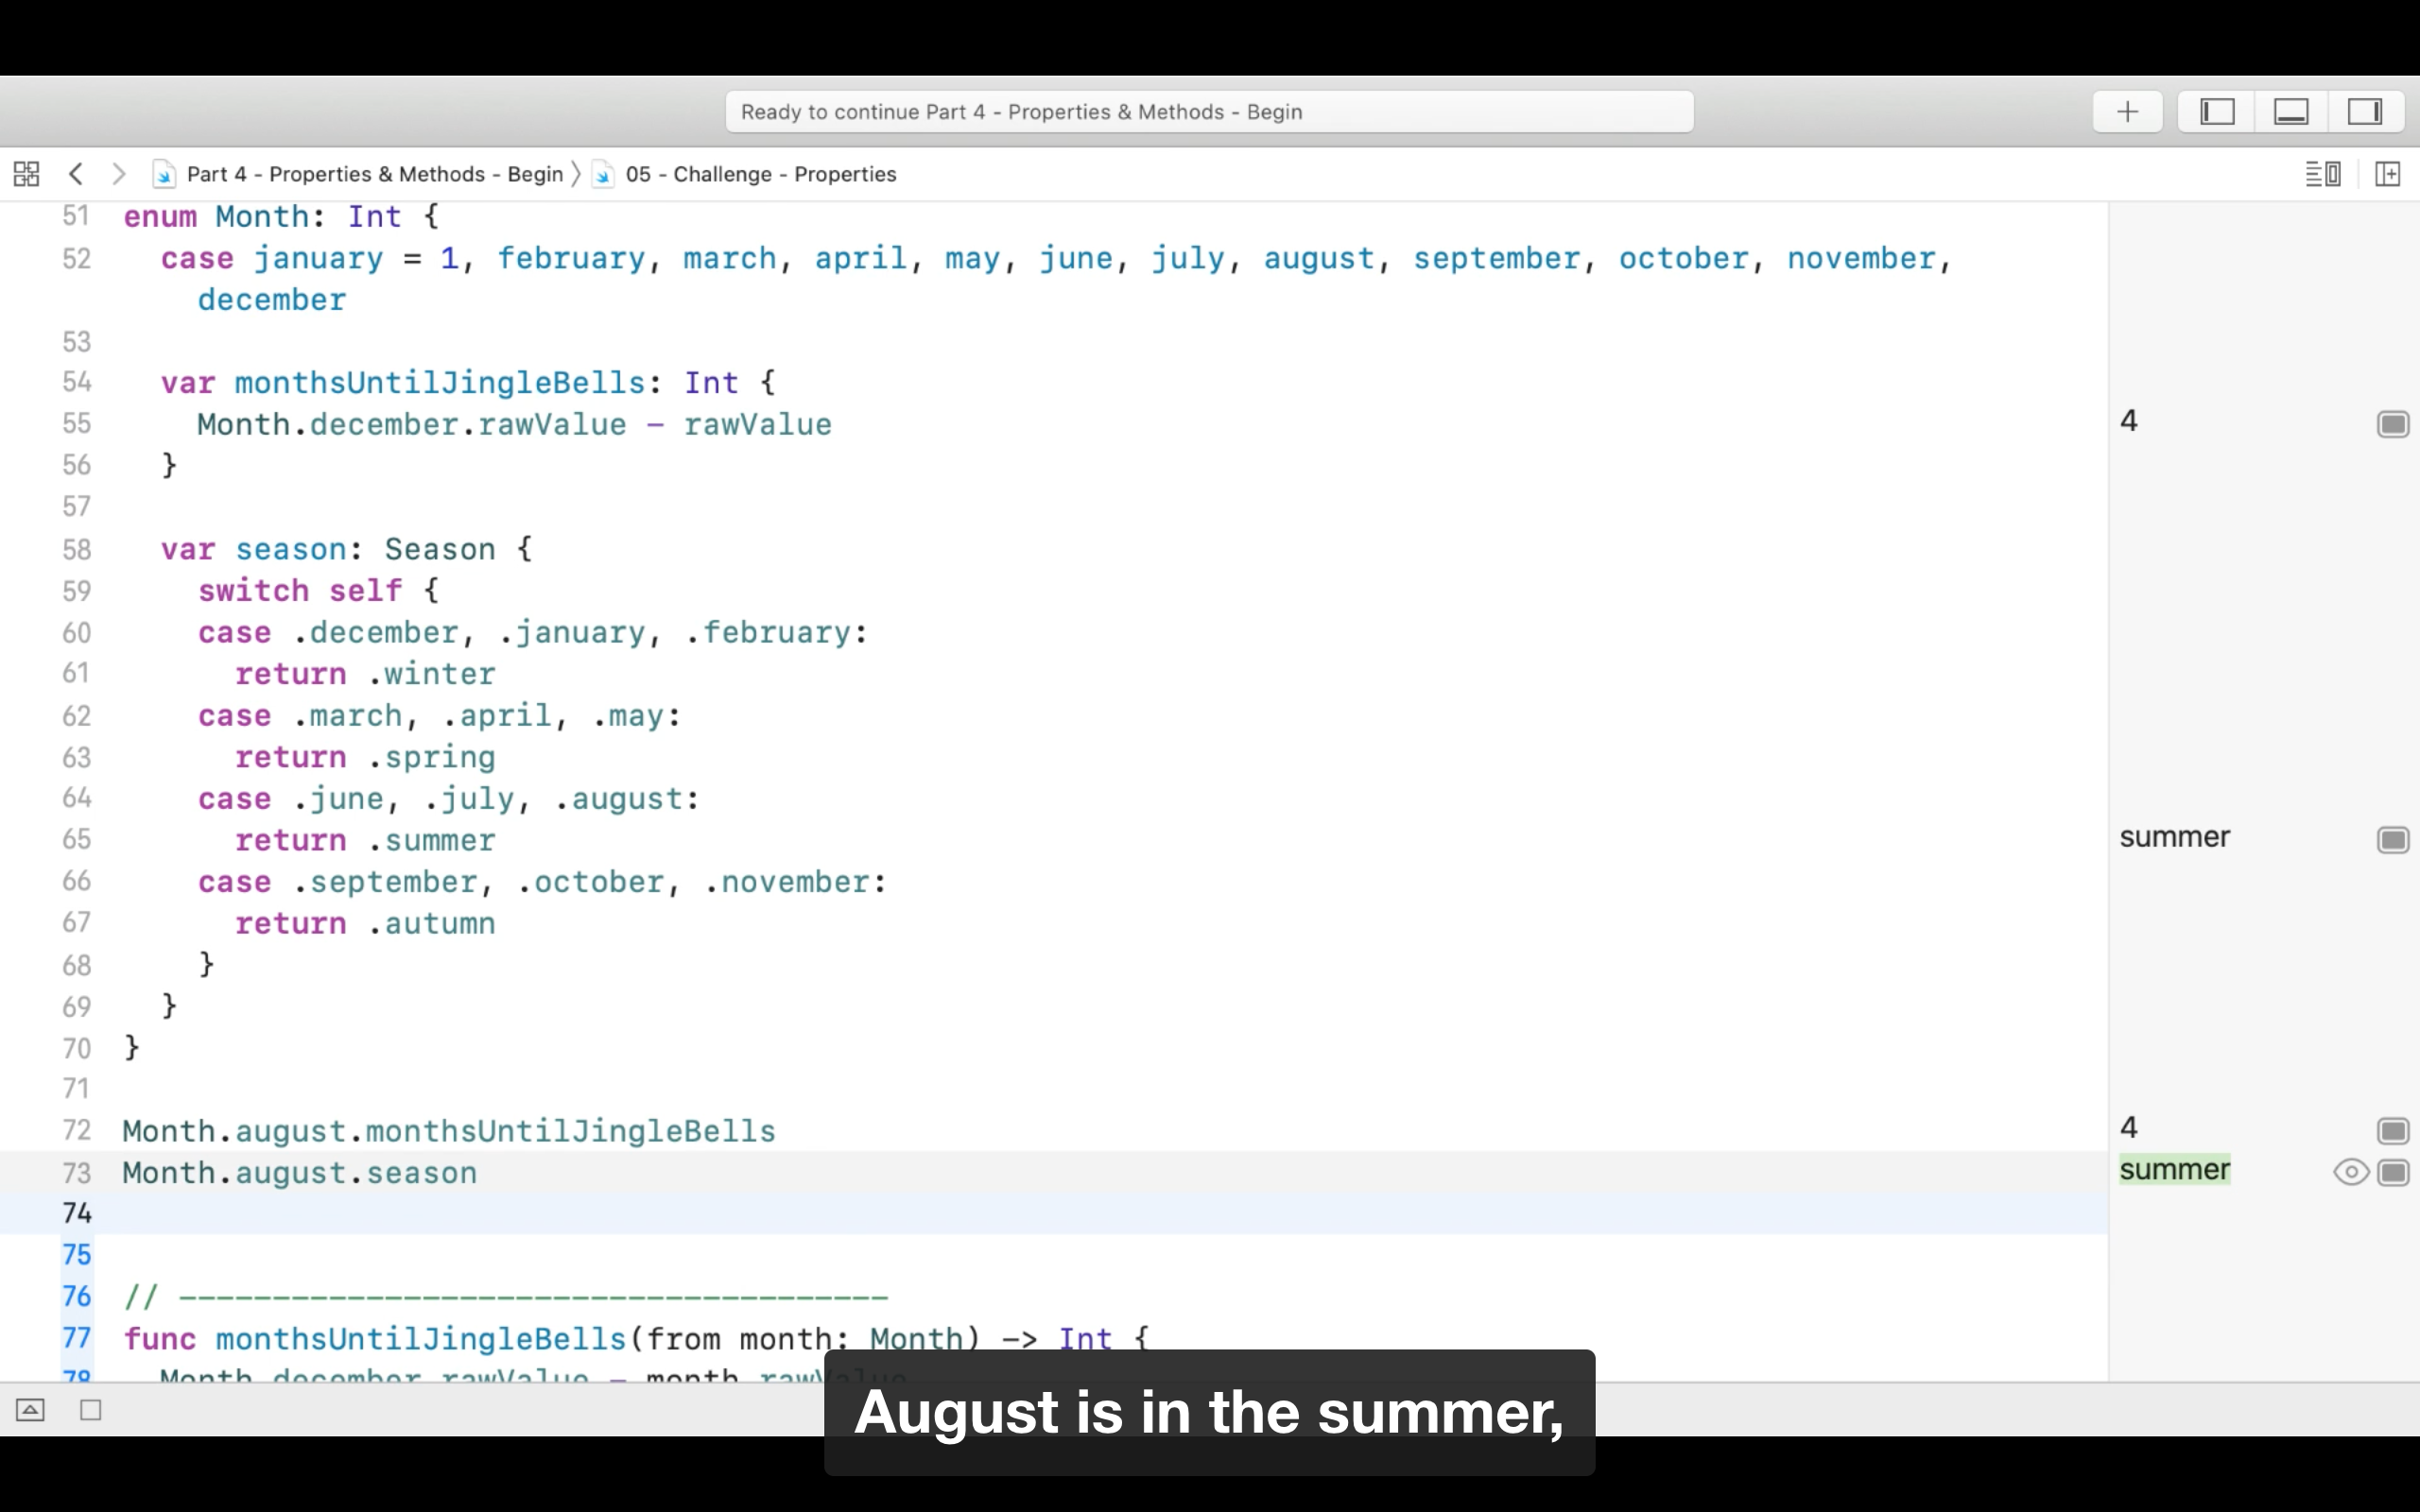 Ready to continue Part 4 - Properties & Methods - Begin
Part 4 - Properties & Methods - Begin 05 - Challenge - Properties
51 enum Month: Int {
52 case january = 1, february, march, april, may, june, july, august, september, october, november,
december
53
54 var monthsUntilJingleBells: Int {
55 Month.december.rawValue - rawValue 4
56 }
57
58 var season: Season {
59 switch self {
60 case .december, .january, .february:
61 return .winter
62 case .march, .april, .may:
63 return .spring
64 case .june, .july, .august:
65 return .summer summer
66 case .september, .october, .november:
67 return .autumn
68 }
69 }
70 }
71
72 Month.august.monthsUntilJingleBells 4
73 Month.august.season summer
74
75
76 // --------------------------------------
77 func monthsUntilJingleBells(from month: Month) -> Int {
78 Month.december.rawValue - month.rawValue
August is in the summer,